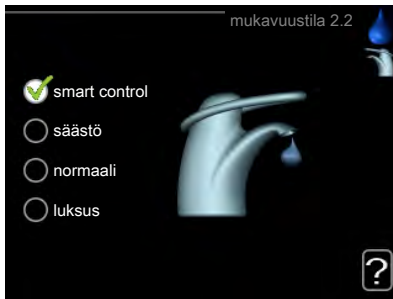 mukavuustila 2.2
smart control
säästö
normaali
luksus
?